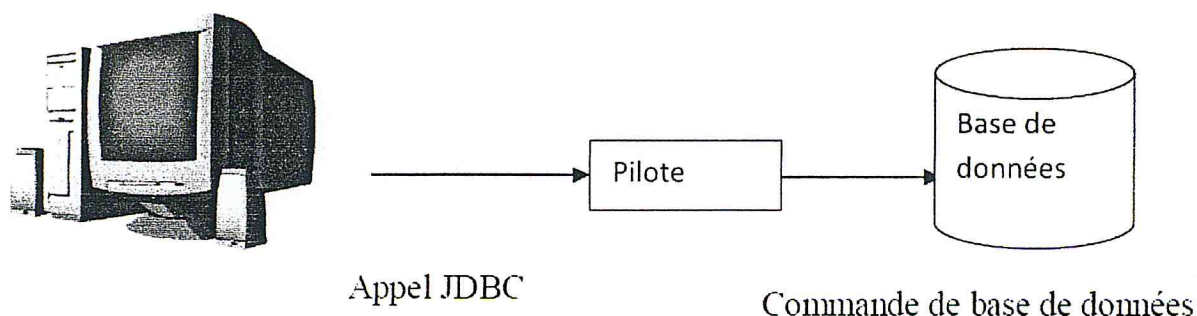 Base de
données
Pilote
Appel JDBC
Commande de base de données